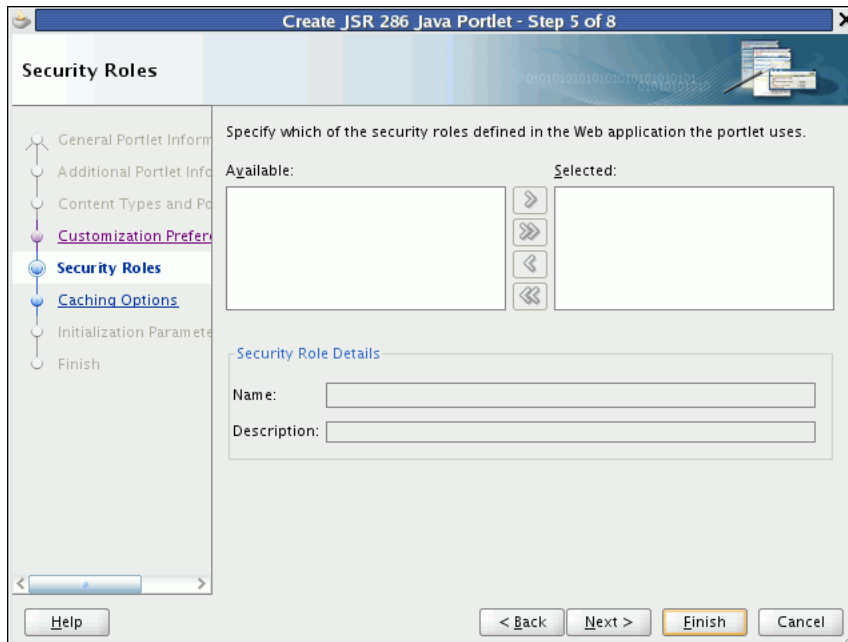 Create JSR 286 Java Portlet - Step 5 of 8
Security Roles
General Portlet Inform
Additional Portlet Info
Content Types and Po
Customization Prefer
Security Roles
Caching Options
Initialization Paramete
Finish
Specify which of the security roles defined in the Web application the portlet uses.
Available:
Selected:
Security Role Details
Name:
Description:
Help
< Back
Next >
Finish
Cancel